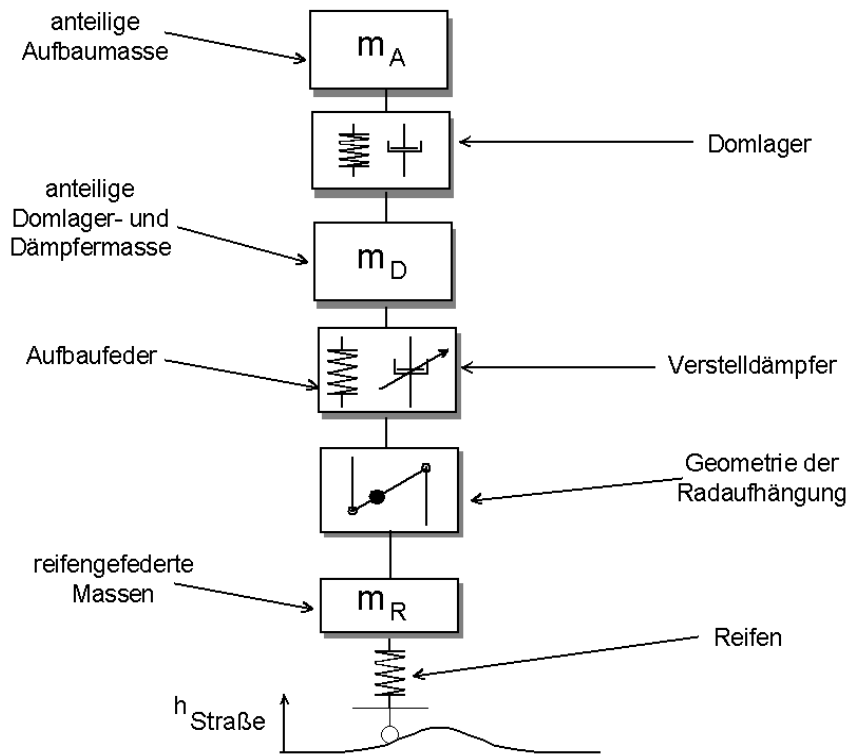 anteilige
Aufbaumasse
m A
Domlager
anteilige
Domlager- und
Dämpfermasse
m D
Aufbaufeder
Verstelldämpfer
Geometrie der
Radaufhängung
reifengefederte
Massen
m R
Reifen
h Straße